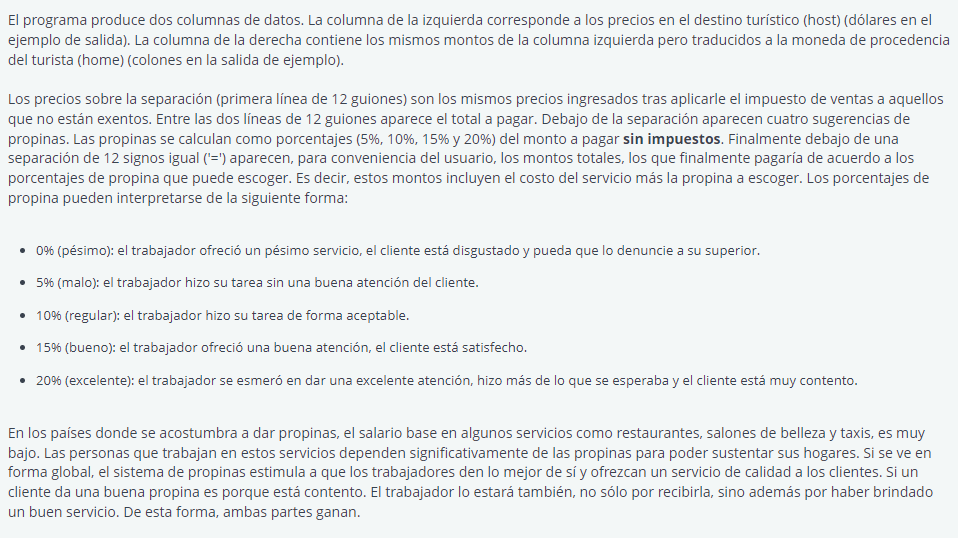 El programa produce dos columnas de datos. La columna de la izquierda corresponde a los precios en el destino turístico (host) (dólares en el
ejemplo de salida). La columna de la derecha contiene los mismos montos de la columna izquierda pero traducidos a la moneda de procedencia
del turista (home) (colones en la salida de ejemplo).
Los precios sobre la separación (primera línea de 12 guiones) son los mismos precios ingresados tras aplicarle el impuesto de ventas a aquellos
que no están exentos. Entre las dos líneas de 12 guiones aparece el total a pagar. Debajo de la separación aparecen cuatro sugerencias de
propinas. Las propinas se calculan como porcentajes (5%, 10%, 15% y 20%) del monto a pagar sin impuestos. Finalmente debajo de una
separación de 12 signos igual ('=') aparecen, para conveniencia del usuario, los montos totales, los que finalmente pagaría de acuerdo a los
porcentajes de propina que puede escoger. Es decir, estos montos incluyen el costo del servicio más la propina a escoger. Los porcentajes de
propina pueden interpretarse de la siguiente forma:
• 0% (pésimo): el trabajador ofreció un pésimo servicio, el cliente está disgustado y pueda que lo denuncie a su superior.
• 5% (malo): el trabajador hizo su tarea sin una buena atención del cliente.
• 10% (regular): el trabajador hizo su tarea de forma aceptable.
• 15% (bueno): el trabajador ofreció una buena atención, el cliente está satisfecho.
• 20% (excelente): el trabajador se esmeró en dar una excelente atención, hizo más de lo que se esperaba y el cliente está muy contento.
En los países donde se acostumbra a dar propinas, el salario base en algunos servicios como restaurantes, salones de belleza y taxis, es muy
bajo. Las personas que trabajan en estos servicios dependen significativamente de las propinas para poder sustentar sus hogares. Si se ve en
forma global, el sistema de propinas estimula a que los trabajadores den lo mejor de sí y ofrezcan un servicio de calidad a los clientes. Si un
cliente da una buena propina es porque está contento. El trabajador lo estará también, no sólo por recibirla, sino además por haber brindado
un buen servicio. De esta forma, ambas partes ganan.